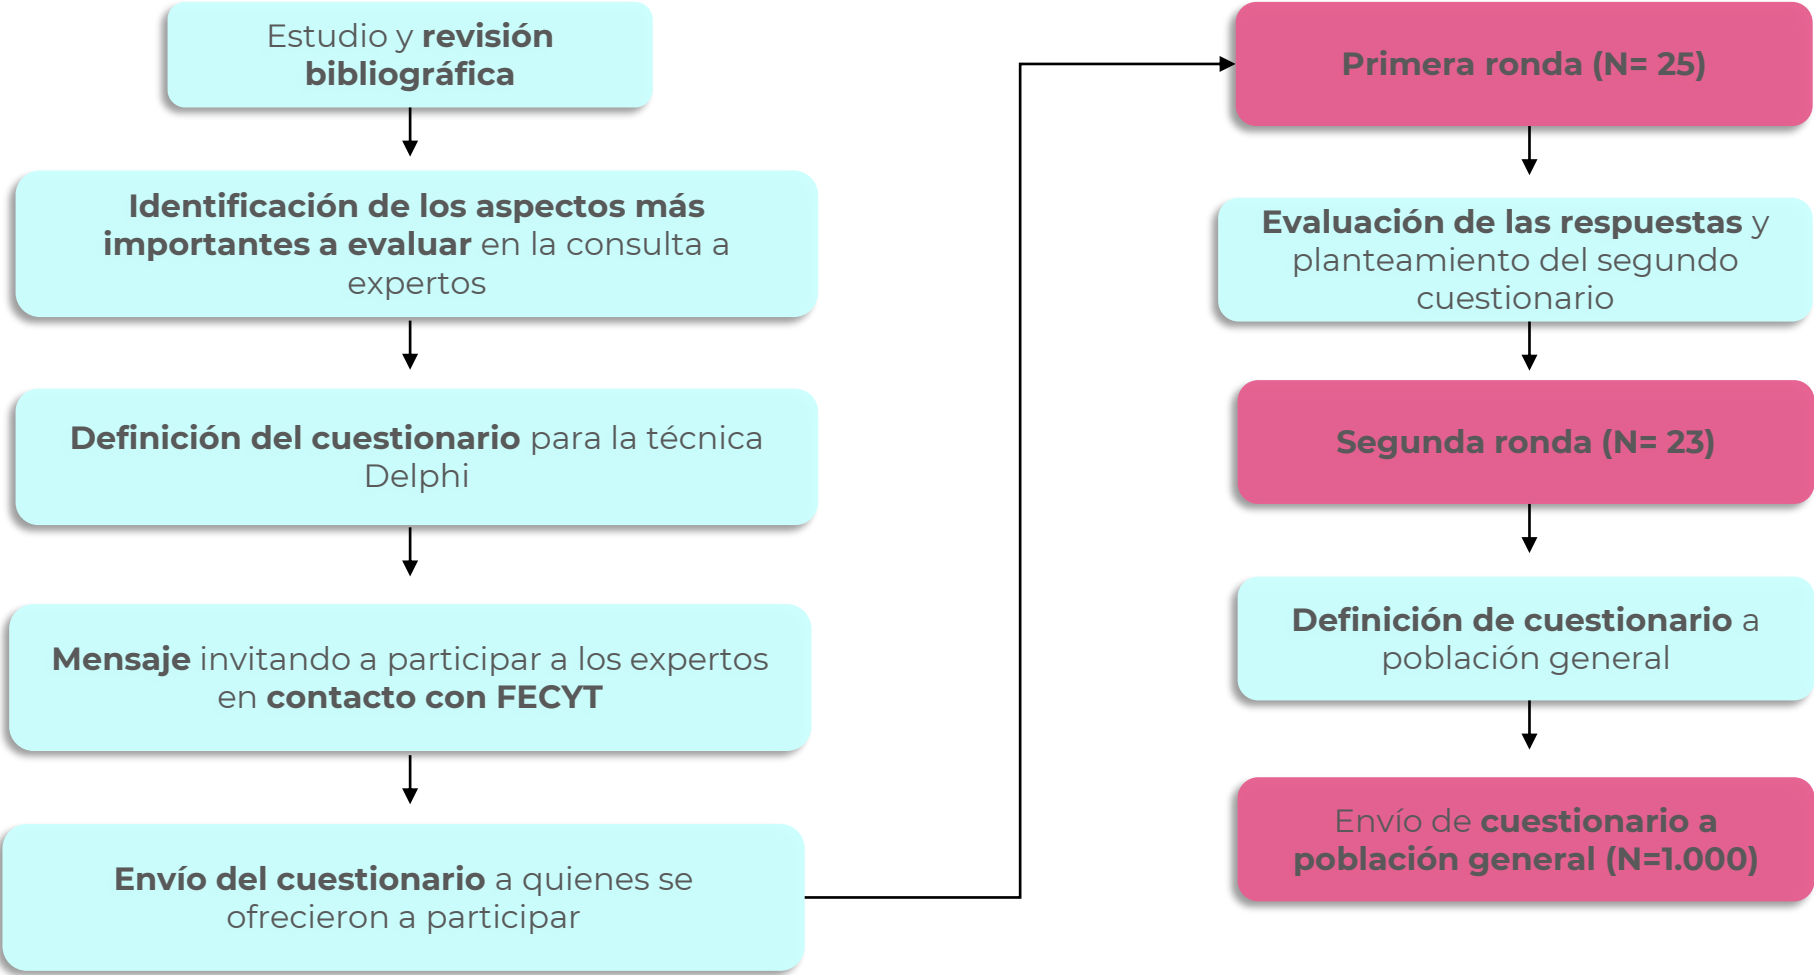 Estudio y revisión
bibliográfica
Identificación de los aspectos más
importantes a evaluar en la consulta a
expertos
Definición del cuestionario para la técnica
Delphi
Mensaje invitando a participar a los expertos
en contacto con FECYT
Envío del cuestionario a quienes se
ofrecieron a participar
Primera ronda (N= 25)
Evaluación de las respuestas y
planteamiento del segundo
cuestionario
Segunda ronda (N= 23)
Definición de cuestionario a
población general
Envío de cuestionario a
población general (N=1.000)